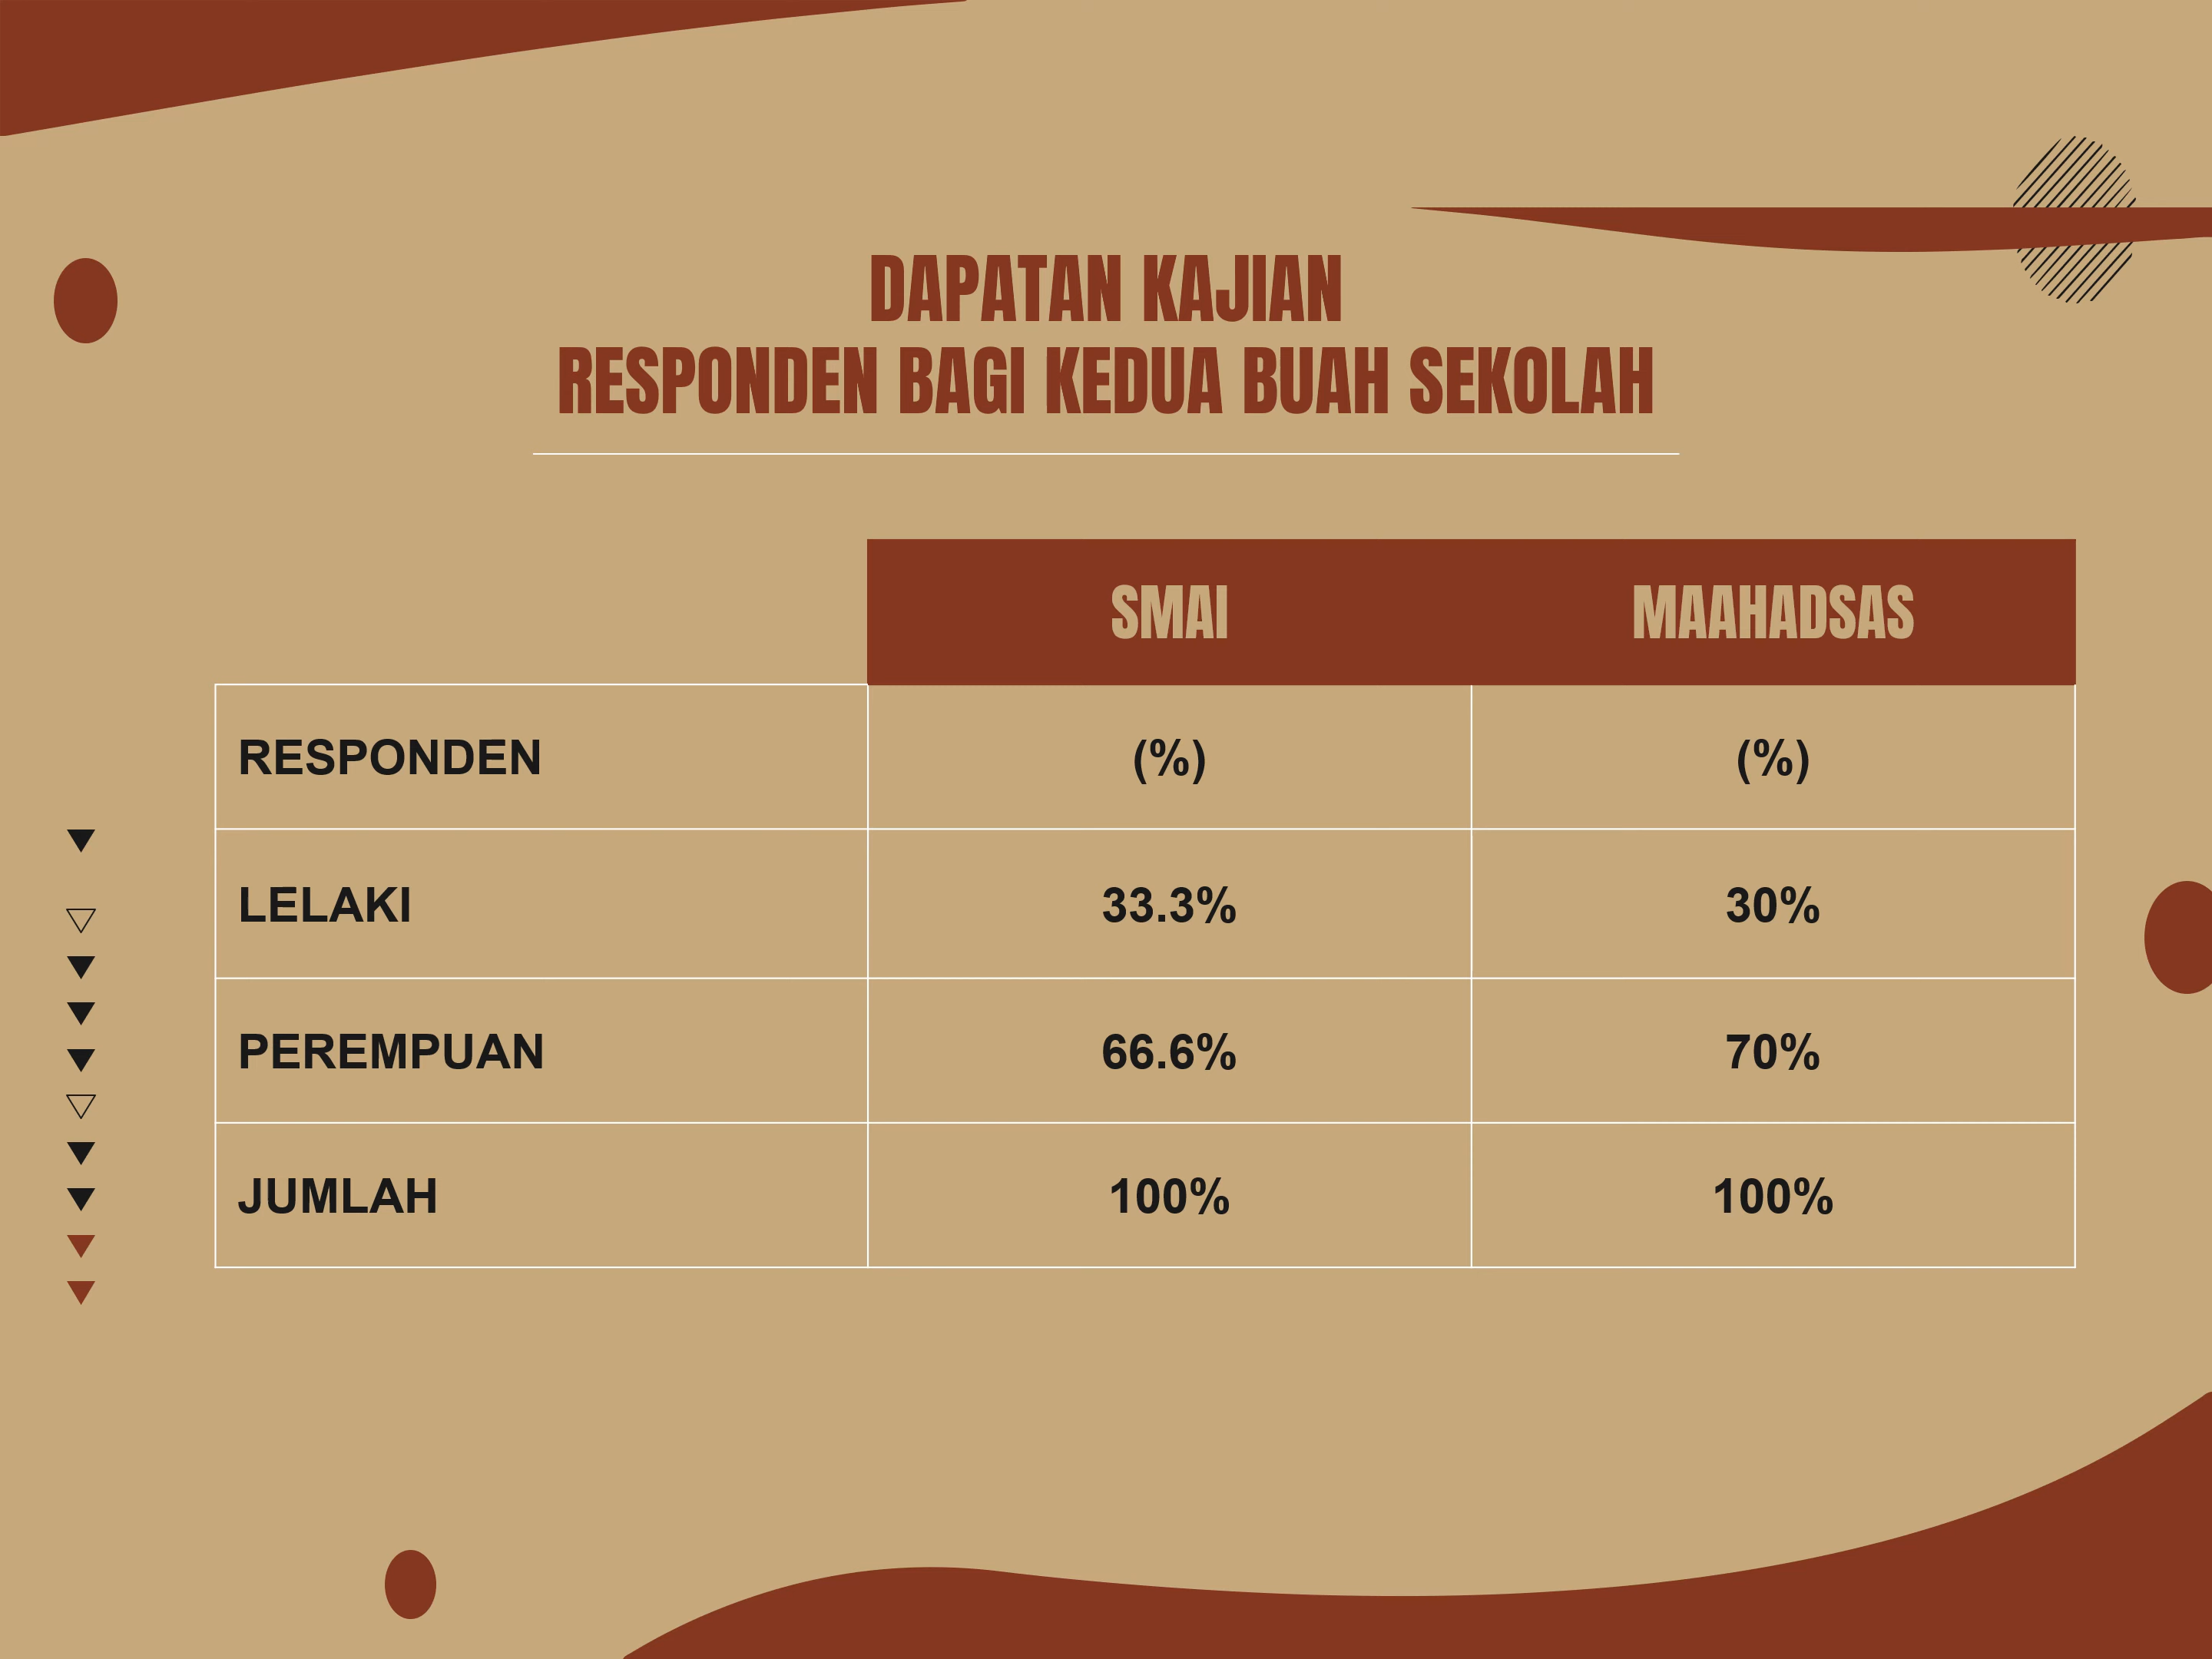 DAPATAN KAJIAN
RESPONDEN BAGI KEDUA BUAH SEKOLAH
SMAI MAAHADSAS
RESPONDEN (%) (%)
LELAKI 33.3% 30%
PEREMPUAN 66.6% 70%
JUMLAH 100% 100%